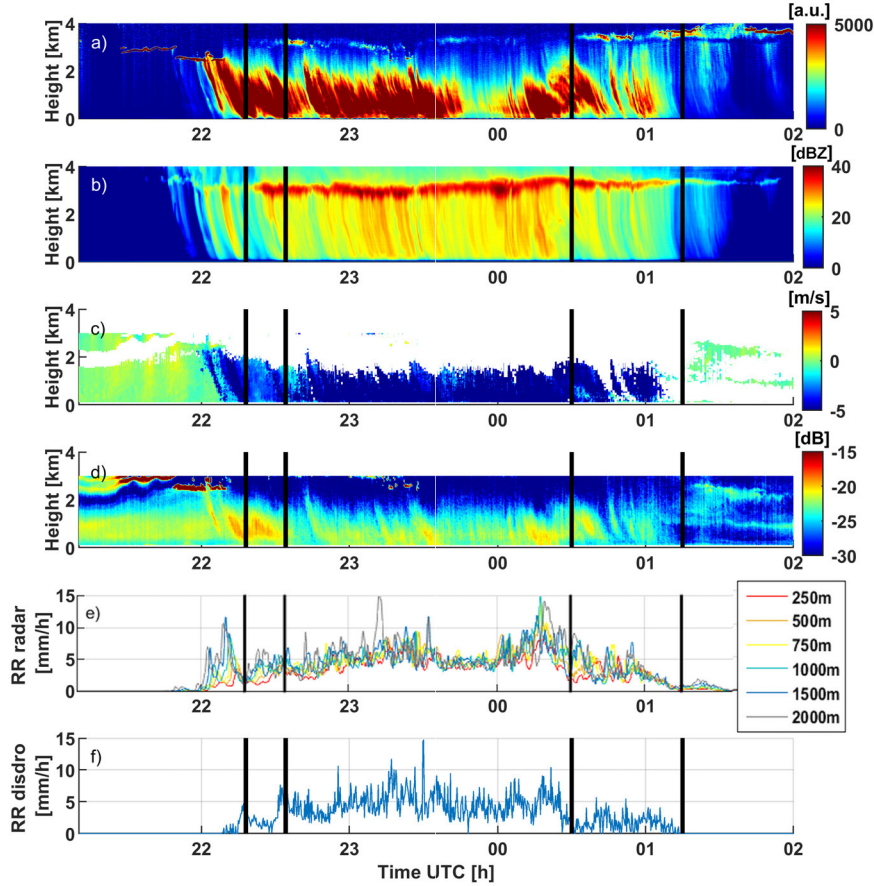 [a.u.]
4
2
0
Height [km]
a)
5000
0
22
23
00
01
02
[dBZ]
4
2
0
Height [km]
b)
40
20
0
22
23
00
01
02
[m/s]
4
2
0
Height [km]
c)
5
0
-5
22
23
00
01
02
[dB]
4
2
0
Height [km]
d)
-15
-20
-25
-30
22
23
00
01
02
RR radar
[mm/h]
15
10
5
0
e)
22
23
00
01
250m
500m
750m
1000m
1500m
2000m
RR disdro
[mm/h]
15
10
5
0
f)
22
23
00
01
02
Time UTC [h]